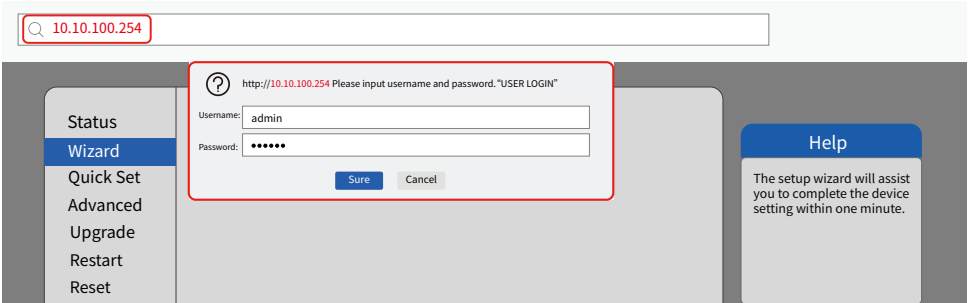 10.10.100.254
http://10.10.100.254 Please input username and password.“USER LOGIN”
Username: admin
Password: ••••••
Sure Cancel
Status
Wizard
Quick Set
Advanced
Upgrade
Restart
Reset
Help
The setup wizard will assist
you to complete the device
setting within one minute.